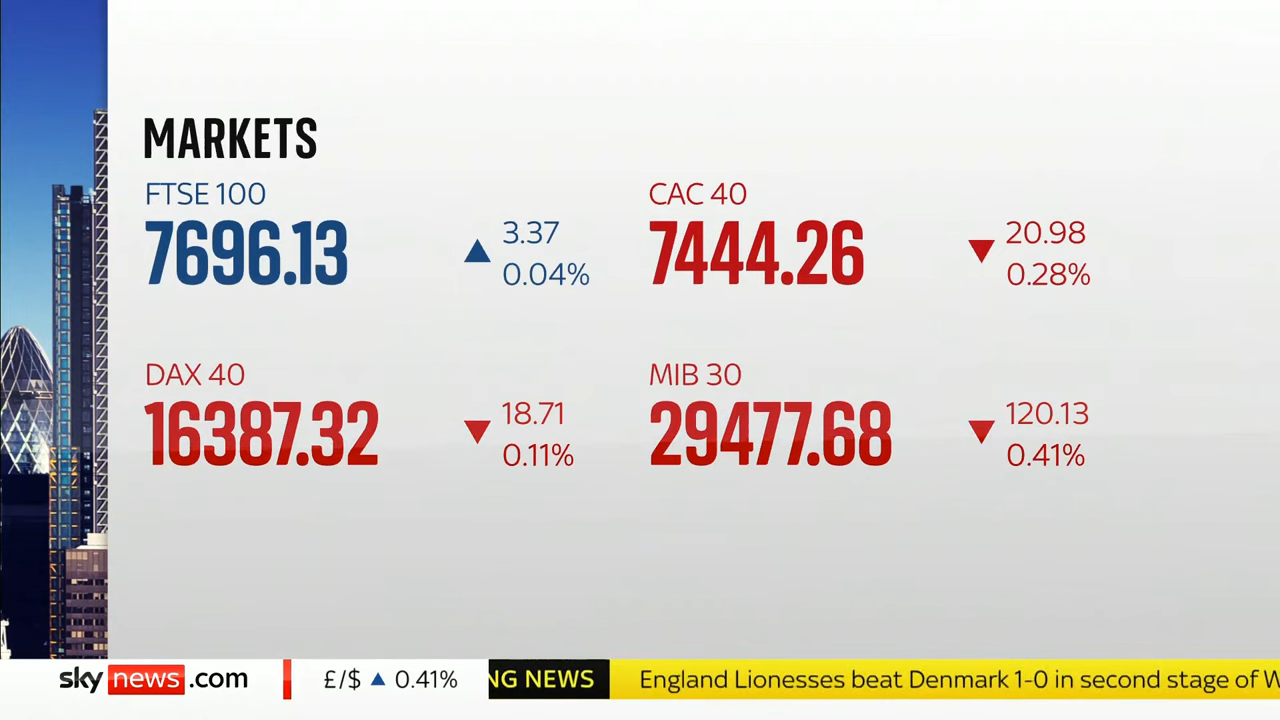 MARKETS
FTSE 100
7696.13
▲ 3.37
0.04%
CAC 40
7444.26
▼ 20.98
0.28%
DAX 40
16387.32
▼ 18.71
0.11%
MIB 30
29477.68
▼ 120.13
0.41%
sky news.com
£/$ ▲ 0.41%
NG NEWS
England Lionesses beat Denmark 1-0 in second stage of W